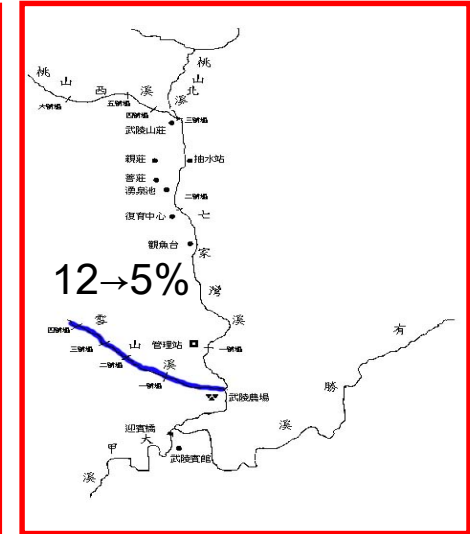 桃山北溪
桃山西溪
六號壩
五號壩
四號壩
三號壩
武陵山莊
觀莊
抽水站
善莊
湧泉池
二號壩
復育中心
七家灣溪
觀魚台
12→5%
雪山溪
四號壩
三號壩
二號壩
一號壩
管理站
一號壩
有勝溪
武陵農場
迎賓橋
大甲溪
武陵賓館